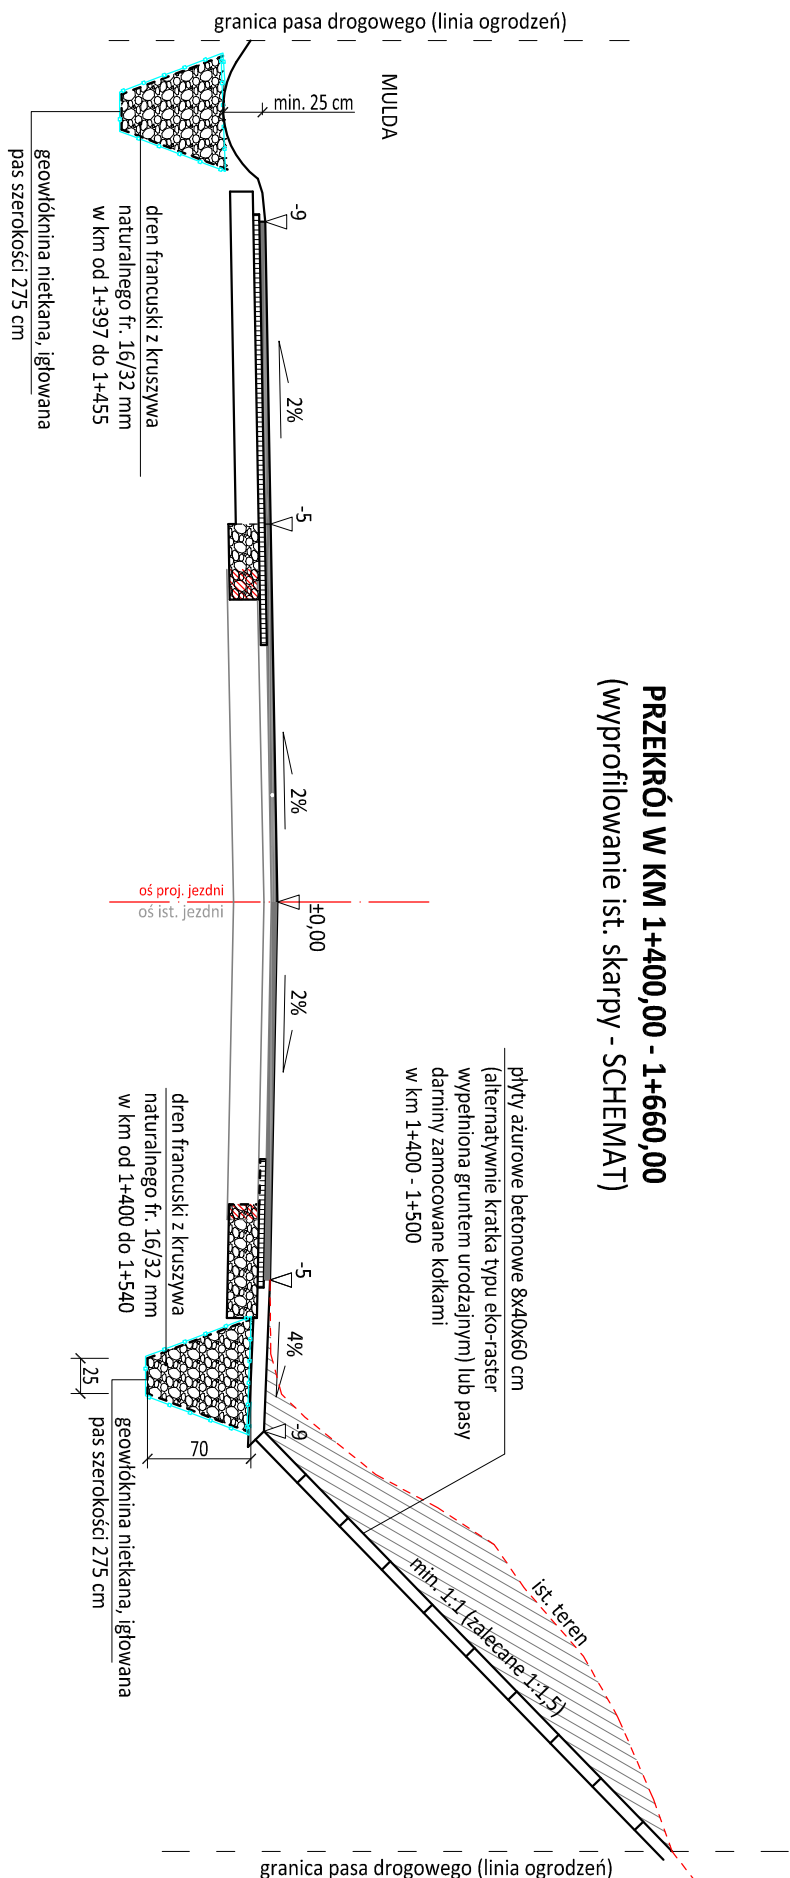 PRZEKRÓJ W KM 1+400,00 - 1+660,00
(wyprofilowanie ist. skarpy - SCHEMAT)
granica pasa drogowego (linia ogrodzeń)
MULDA
min. 25 cm
-9
2%
-5
2%
±0,00
2%
-5
4%
-9
oś proj. jezdni
oś ist. jezdni
dren francuski z kruszywa
naturalnego fr. 16/32 mm
w km od 1+397 do 1+455
geowłóknina nietkana, igłowana
pas szerokości 275 cm
płyty ażurowe betonowe 8x40x60 cm
(alternatywnie kratka typu eko-raster
wypełniona gruntem urodzajnym) lub pasy
darniny zamocowane kołkami
w km 1+400 - 1+500
dren francuski z kruszywa
naturalnego fr. 16/32 mm
w km od 1+400 do 1+540
25
70
geowłóknina nietkana, igłowana
pas szerokości 275 cm
ist. teren
min. 1:1 (zalecane 1:1,5)
granica pasa drogowego (linia ogrodzeń)